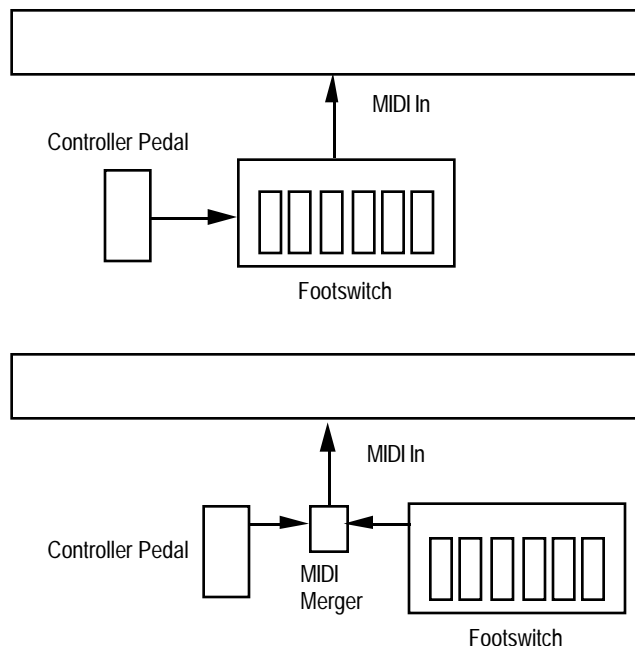 MIDI In
Controller Pedal
Footswitch
MIDI In
Controller Pedal
MIDI
Merger
Footswitch